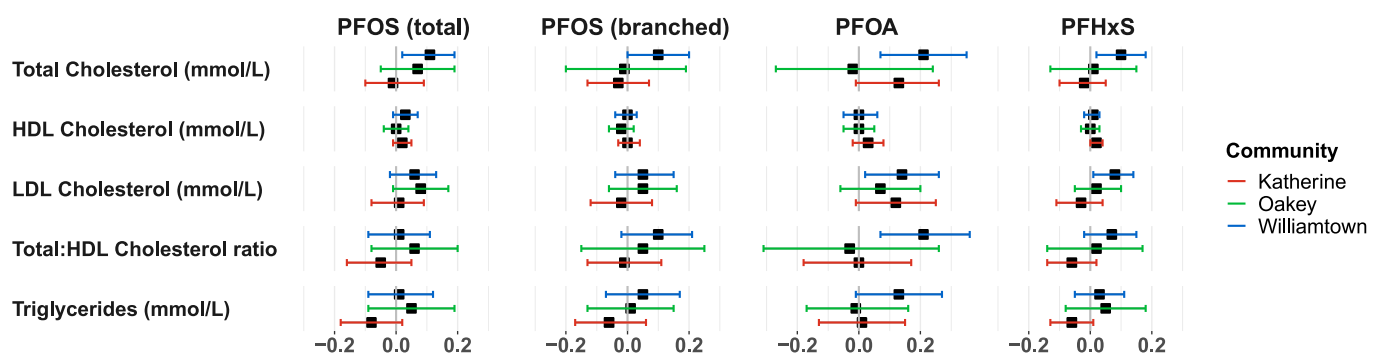 PFOS (total) PFOS (branched) PFOA PFHxS
Total Cholesterol (mmol/L)
HDL Cholesterol (mmol/L)
LDL Cholesterol (mmol/L)
Total:HDL Cholesterol ratio
Triglycerides (mmol/L)
−0.2 0.0 0.2 −0.2 0.0 0.2 −0.2 0.0 0.2 −0.2 0.0 0.2
Community
Katherine
Oakey
Williamtown